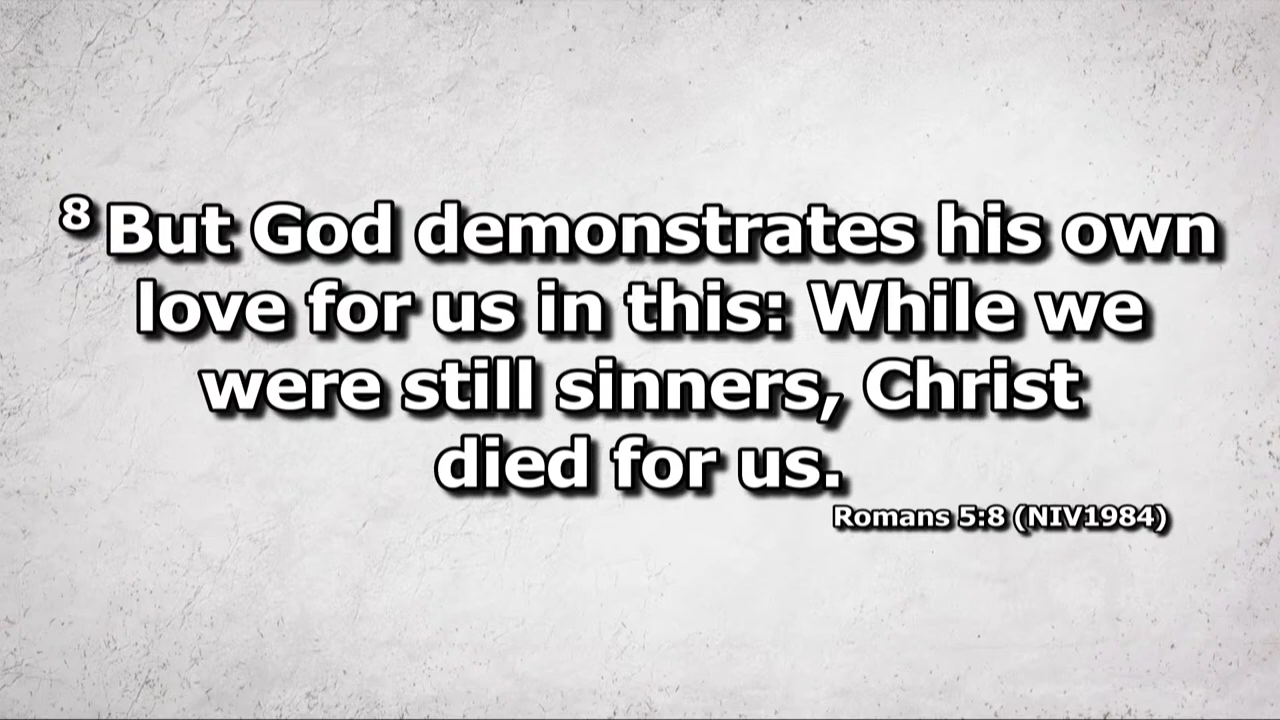 ⁸ But God demonstrates his own
love for us in this: While we
were still sinners, Christ
died for us.
Romans 5:8 (NIV1984)